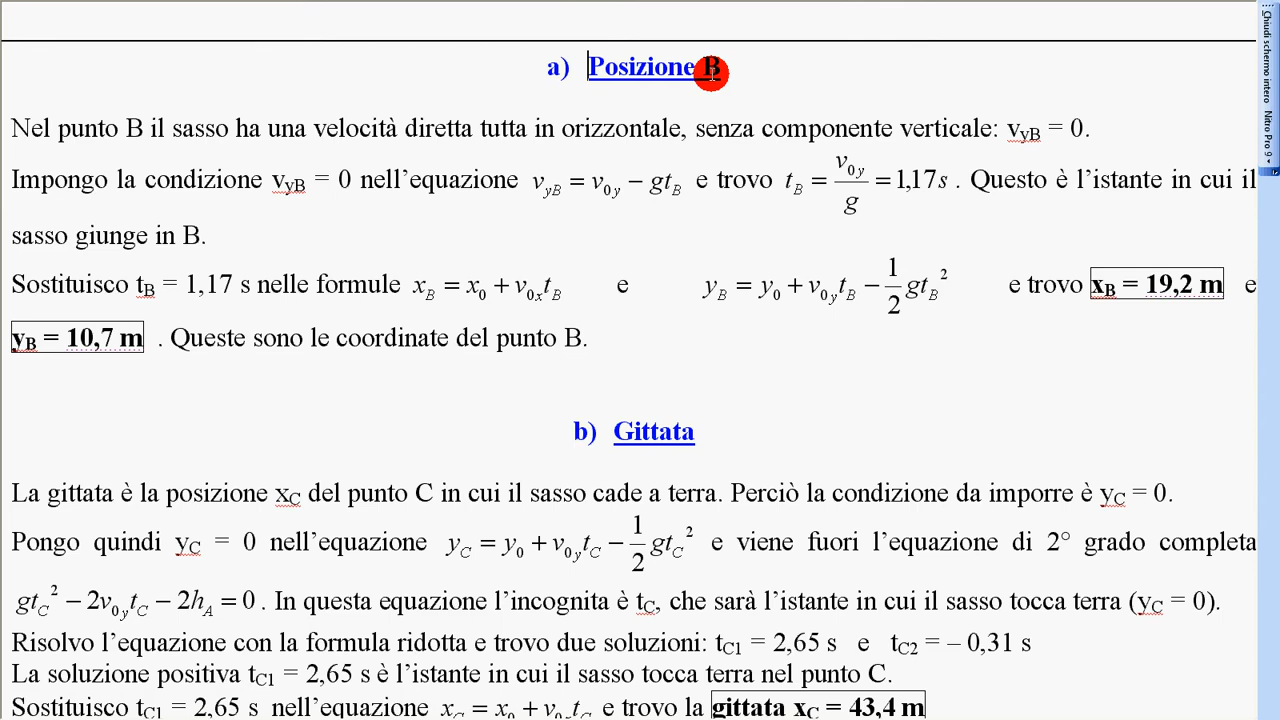 a) Posizione B
Nel punto B il sasso ha una velocità diretta tutta in orizzontale, senza componente verticale: vyB = 0.
Impongo la condizione vyB = 0 nell'equazione vyB = v0y − gtB e trovo tB = v0y/g = 1,17s . Questo è l'istante in cui il
sasso giunge in B.
Sostituisco tB = 1,17 s nelle formule xB = x0 + v0xtB e yB = y0 + v0ytB − 1/2 gtB² e trovo xB = 19,2 m e
yB = 10,7 m . Queste sono le coordinate del punto B.
b) Gittata
La gittata è la posizione xC del punto C in cui il sasso cade a terra. Perciò la condizione da imporre è yC = 0.
Pongo quindi yC = 0 nell'equazione yC = y0 + v0ytC − 1/2 gtC² e viene fuori l'equazione di 2° grado completa
gtC² − 2v0ytC − 2hA = 0 . In questa equazione l'incognita è tC, che sarà l'istante in cui il sasso tocca terra (yC = 0).
Risolvo l'equazione con la formula ridotta e trovo due soluzioni: tC1 = 2,65 s e tC2 = – 0,31 s
La soluzione positiva tC1 = 2,65 s è l'istante in cui il sasso tocca terra nel punto C.
Sostituisco tC1 = 2,65 s nell'equazione xC = x0 + v0xtC e trovo la gittata xC = 43,4 m
Chiudi schermo intero Nitro Pro 9